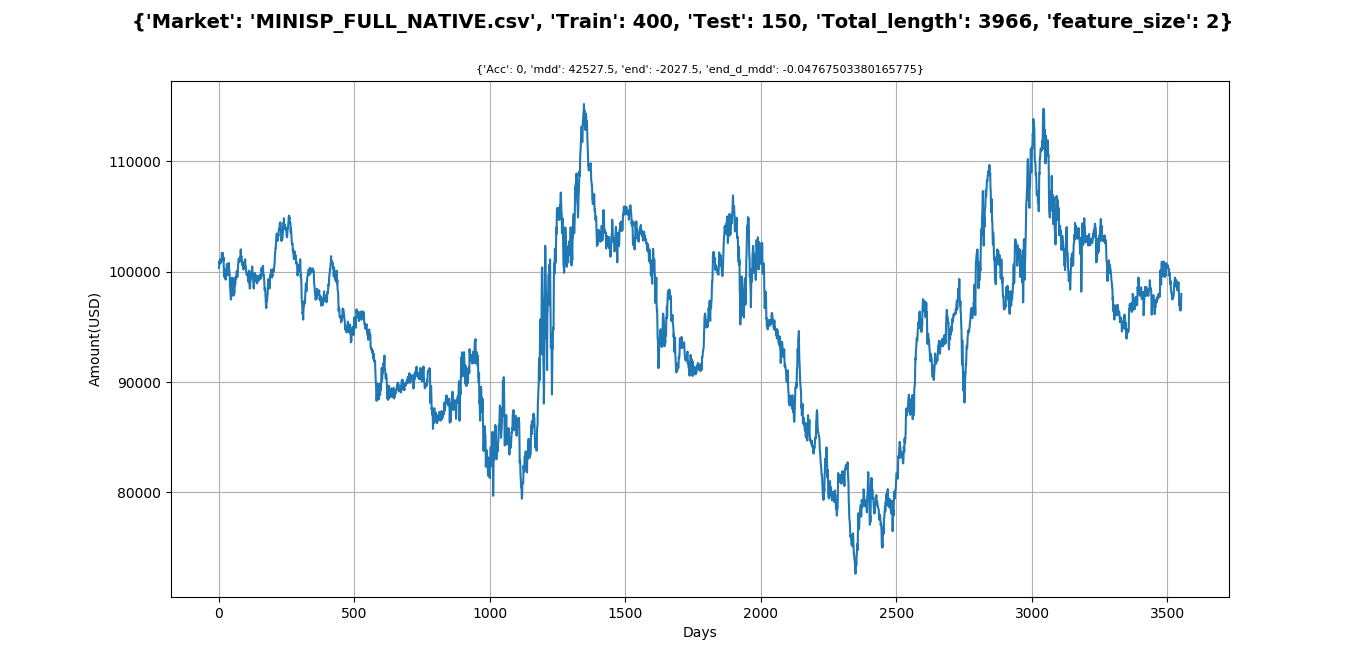 {'Market': 'MINISP_FULL_NATIVE.csv', 'Train': 400, 'Test': 150, 'Total_length': 3966, 'feature_size': 2}
{'Acc': 0, 'mdd': 42527.5, 'end': -2027.5, 'end_d_mdd': -0.04767503380165775}
110000
100000
90000
80000
Amount(USD)
0 500 1000 1500 2000 2500 3000 3500
Days